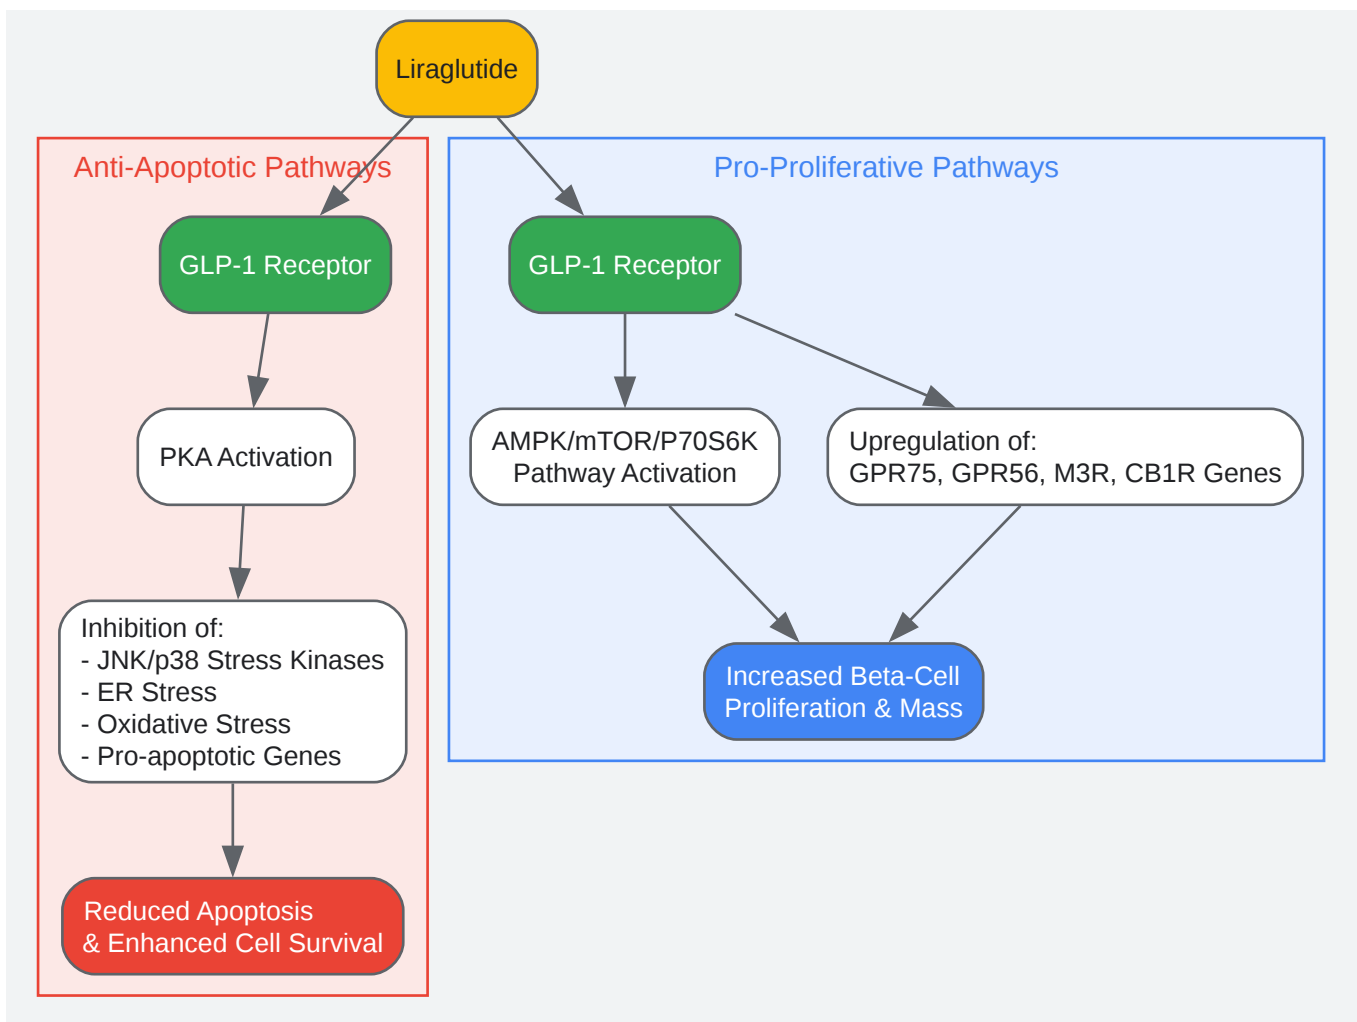 Liraglutide
Anti-Apoptotic Pathways
GLP-1 Receptor
PKA Activation
Inhibition of:
- JNK/p38 Stress Kinases
- ER Stress
- Oxidative Stress
- Pro-apoptotic Genes
Reduced Apoptosis
& Enhanced Cell Survival
Pro-Proliferative Pathways
GLP-1 Receptor
AMPK/mTOR/P70S6K
Pathway Activation
Upregulation of:
GPR75, GPR56, M3R, CB1R Genes
Increased Beta-Cell
Proliferation & Mass